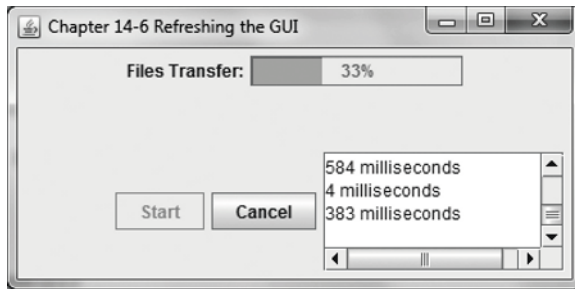 Chapter 14-6 Refreshing the GUI
Files Transfer: 33%
584 milliseconds
4 milliseconds
383 milliseconds
Start Cancel